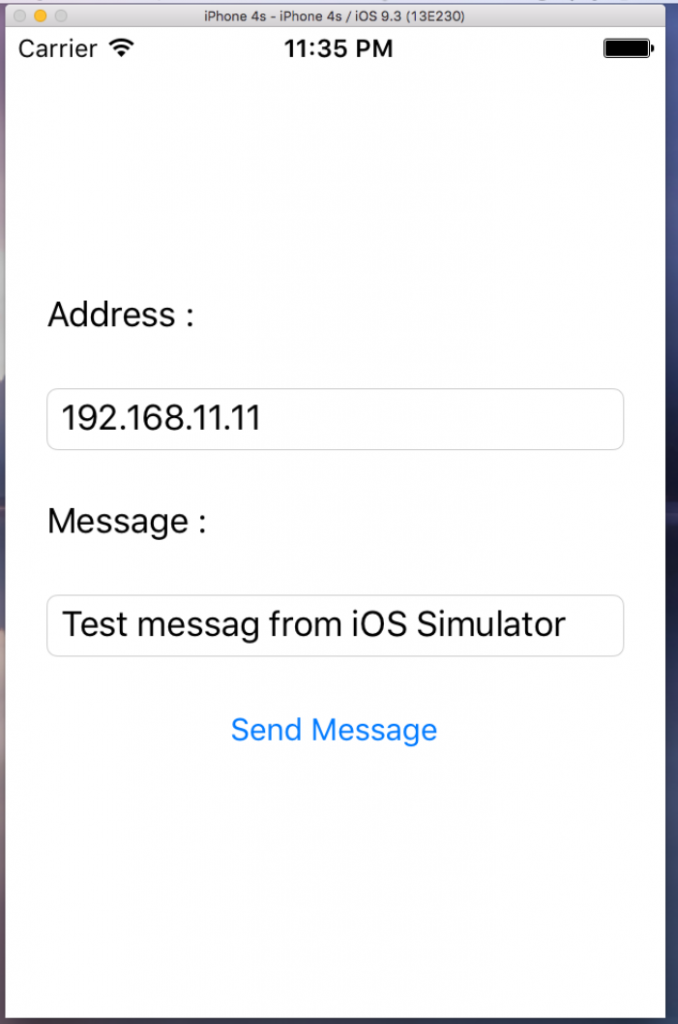 iPhone 4s - iPhone 4s / iOS 9.3 (13E230)
Carrier 11:35 PM
Address :
192.168.11.11
Message :
Test messag from iOS Simulator
Send Message